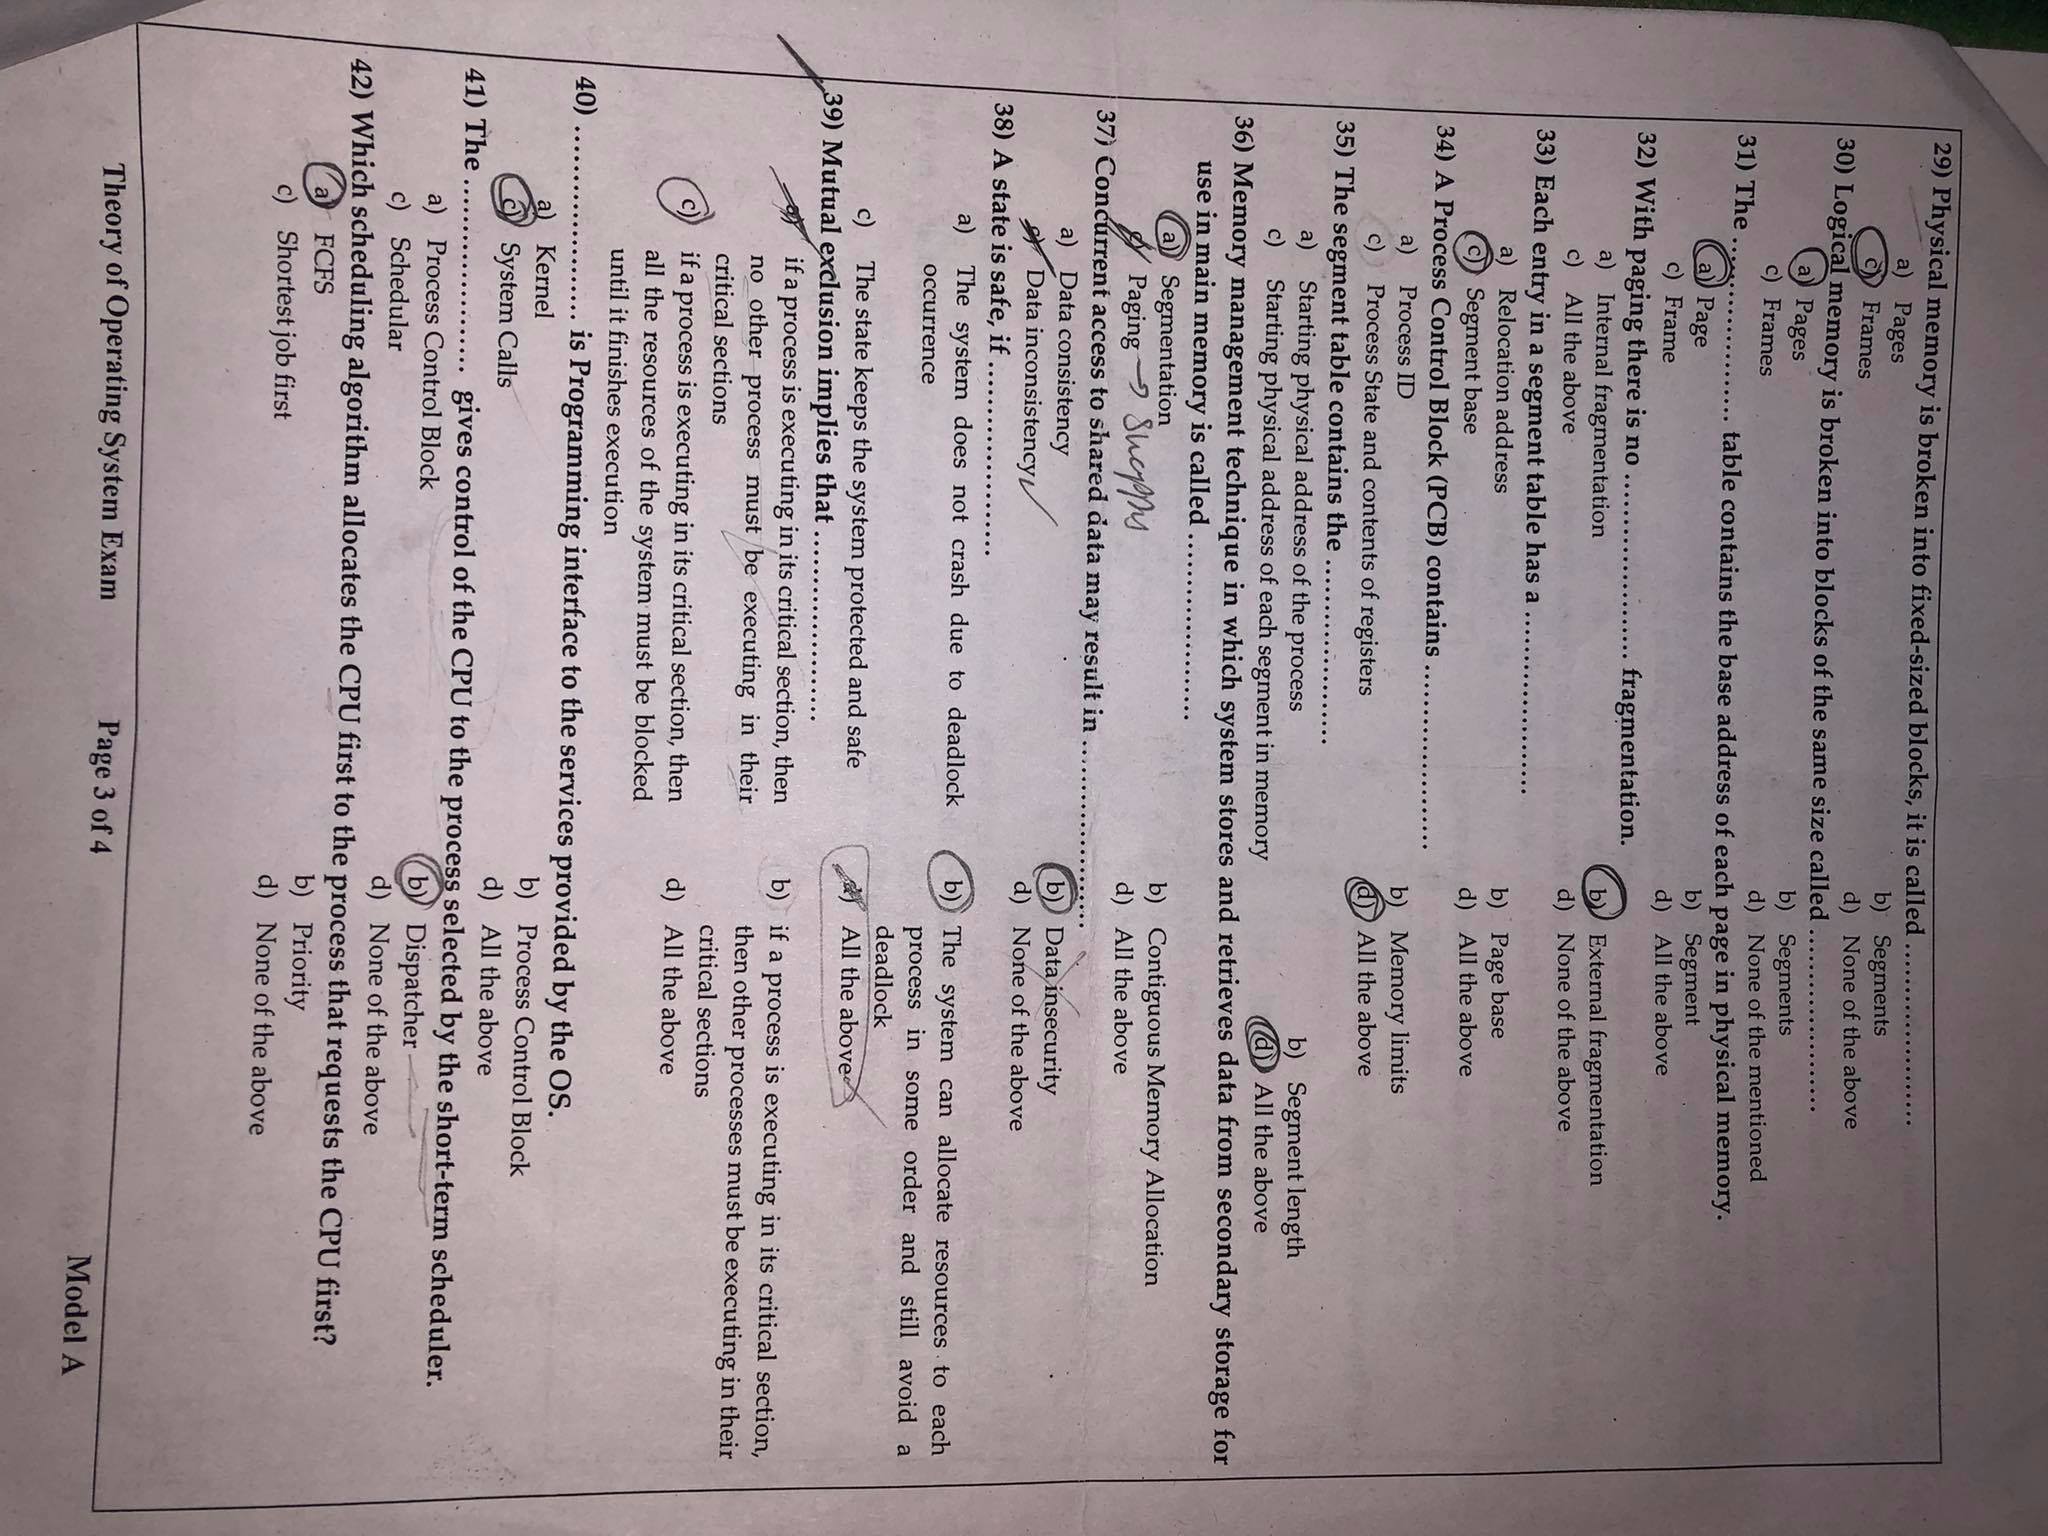 29) Physical memory is broken into fixed-sized blocks, it is called ........................
a) Pages b) Segments
c) Frames d) None of the above
30) Logical memory is broken into blocks of the same size called ........................
a) Pages b) Segments
c) Frames d) None of the mentioned
31) The ........................ table contains the base address of each page in physical memory.
a) Page b) Segment
c) Frame d) All the above
32) With paging there is no ........................ fragmentation.
a) Internal fragmentation b) External fragmentation
c) All the above d) None of the above
33) Each entry in a segment table has a ........................
a) Relocation address b) Page base
c) Segment base d) All the above
34) A Process Control Block (PCB) contains ........................
a) Process ID b) Memory limits
c) Process State and contents of registers d) All the above
35) The segment table contains the ........................
a) Starting physical address of the process b) Segment length
c) Starting physical address of each segment in memory d) All the above
36) Memory management technique in which system stores and retrieves data from secondary storage for
use in main memory is called ........................
a) Segmentation b) Contiguous Memory Allocation
c) Paging d) All the above
37) Concurrent access to shared data may result in ........................
a) Data consistency b) Data insecurity
c) Data inconsistency d) None of the above
38) A state is safe, if ........................
a) The system does not crash due to deadlock
occurrence
b) The system can allocate resources to each
process in some order and still avoid a
deadlock
c) The state keeps the system protected and safe d) All the above
39) Mutual exclusion implies that ........................
a) if a process is executing in its critical section, then
no other process must be executing in their
critical sections
b) if a process is executing in its critical section,
then other processes must be executing in their
critical sections
c) if a process is executing in its critical section, then
all the resources of the system must be blocked
until it finishes execution
d) All the above
40) ........................ is Programming interface to the services provided by the OS.
a) Kernel b) Process Control Block
c) System Calls d) All the above
41) The ........................ gives control of the CPU to the process selected by the short-term scheduler.
a) Process Control Block b) Dispatcher
c) Schedular d) None of the above
42) Which scheduling algorithm allocates the CPU first to the process that requests the CPU first?
a) FCFS b) Priority
c) Shortest job first d) None of the above
Theory of Operating System Exam Page 3 of 4 Model A